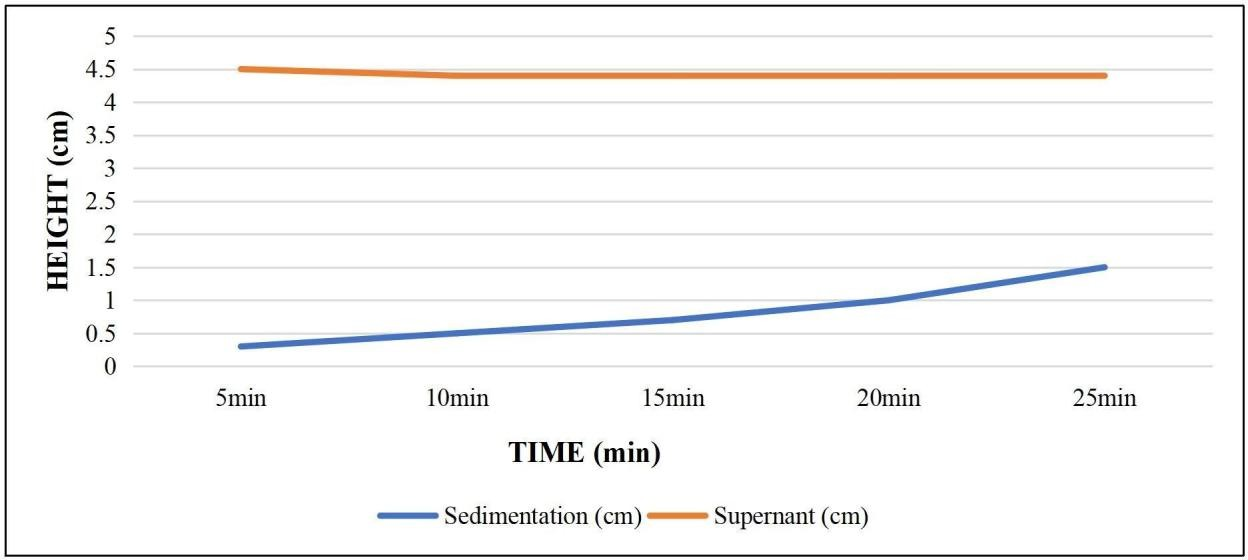 5
4.5
4
3.5
3
2.5
2
1.5
1
0.5
0
HEIGHT (cm)
5min 10min 15min 20min 25min
TIME (min)
Sedimentation (cm) Supernant (cm)